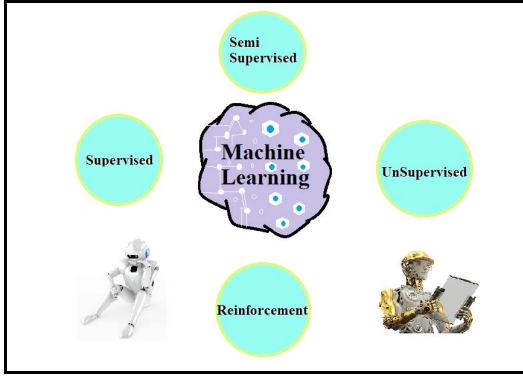 Semi
Supervised
Supervised
Machine
Learning
UnSupervised
Reinforcement